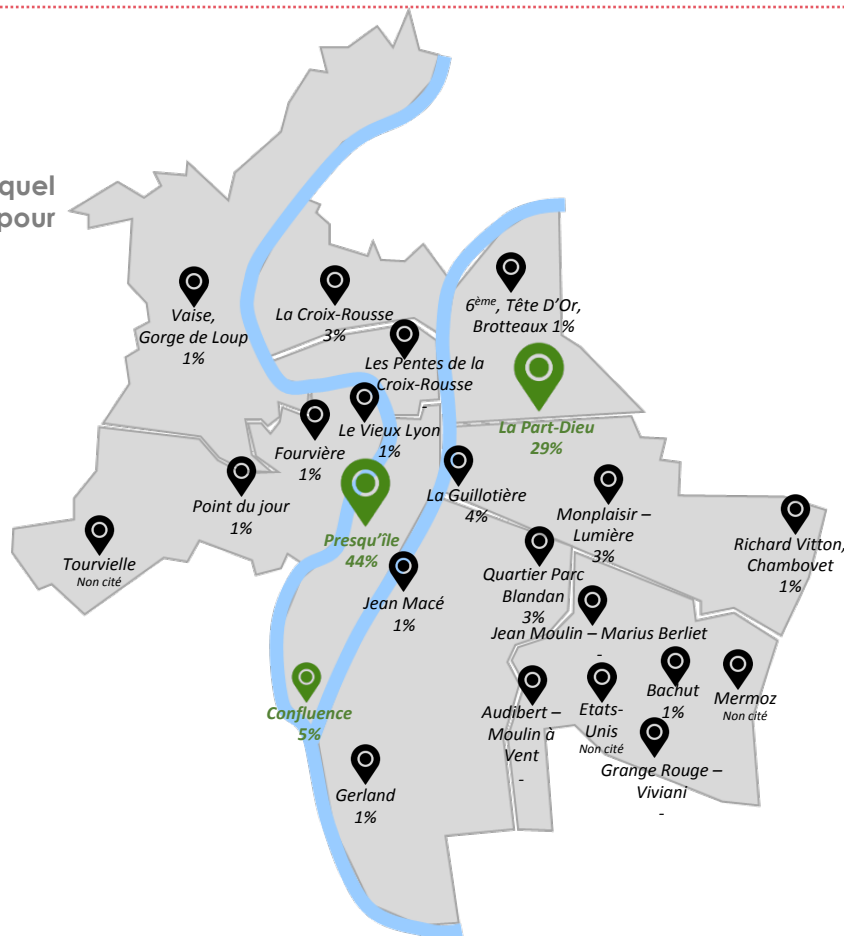 quel
pour
Vaise,
Gorge de Loup
1%
La Croix-Rousse
3%
6ème, Tête D'Or,
Brotteaux 1%
Les Pentes de la
Croix-Rousse
-
La Part-Dieu
29%
Le Vieux Lyon
1%
Fourvière
1%
Point du jour
1%
La Guillotière
4%
Monplaisir –
Lumière
3%
Richard Vitton,
Chambovet
1%
Tourvielle
Non cité
Presqu'île
44%
Jean Macé
1%
Quartier Parc
Blandan
3%
Jean Moulin – Marius Berliet
-
Confluence
5%
Audibert –
Moulin à
Vent
-
Etats-
Unis
Non cité
Bachut
1%
Mermoz
Non cité
Grange Rouge –
Viviani
-
Gerland
1%